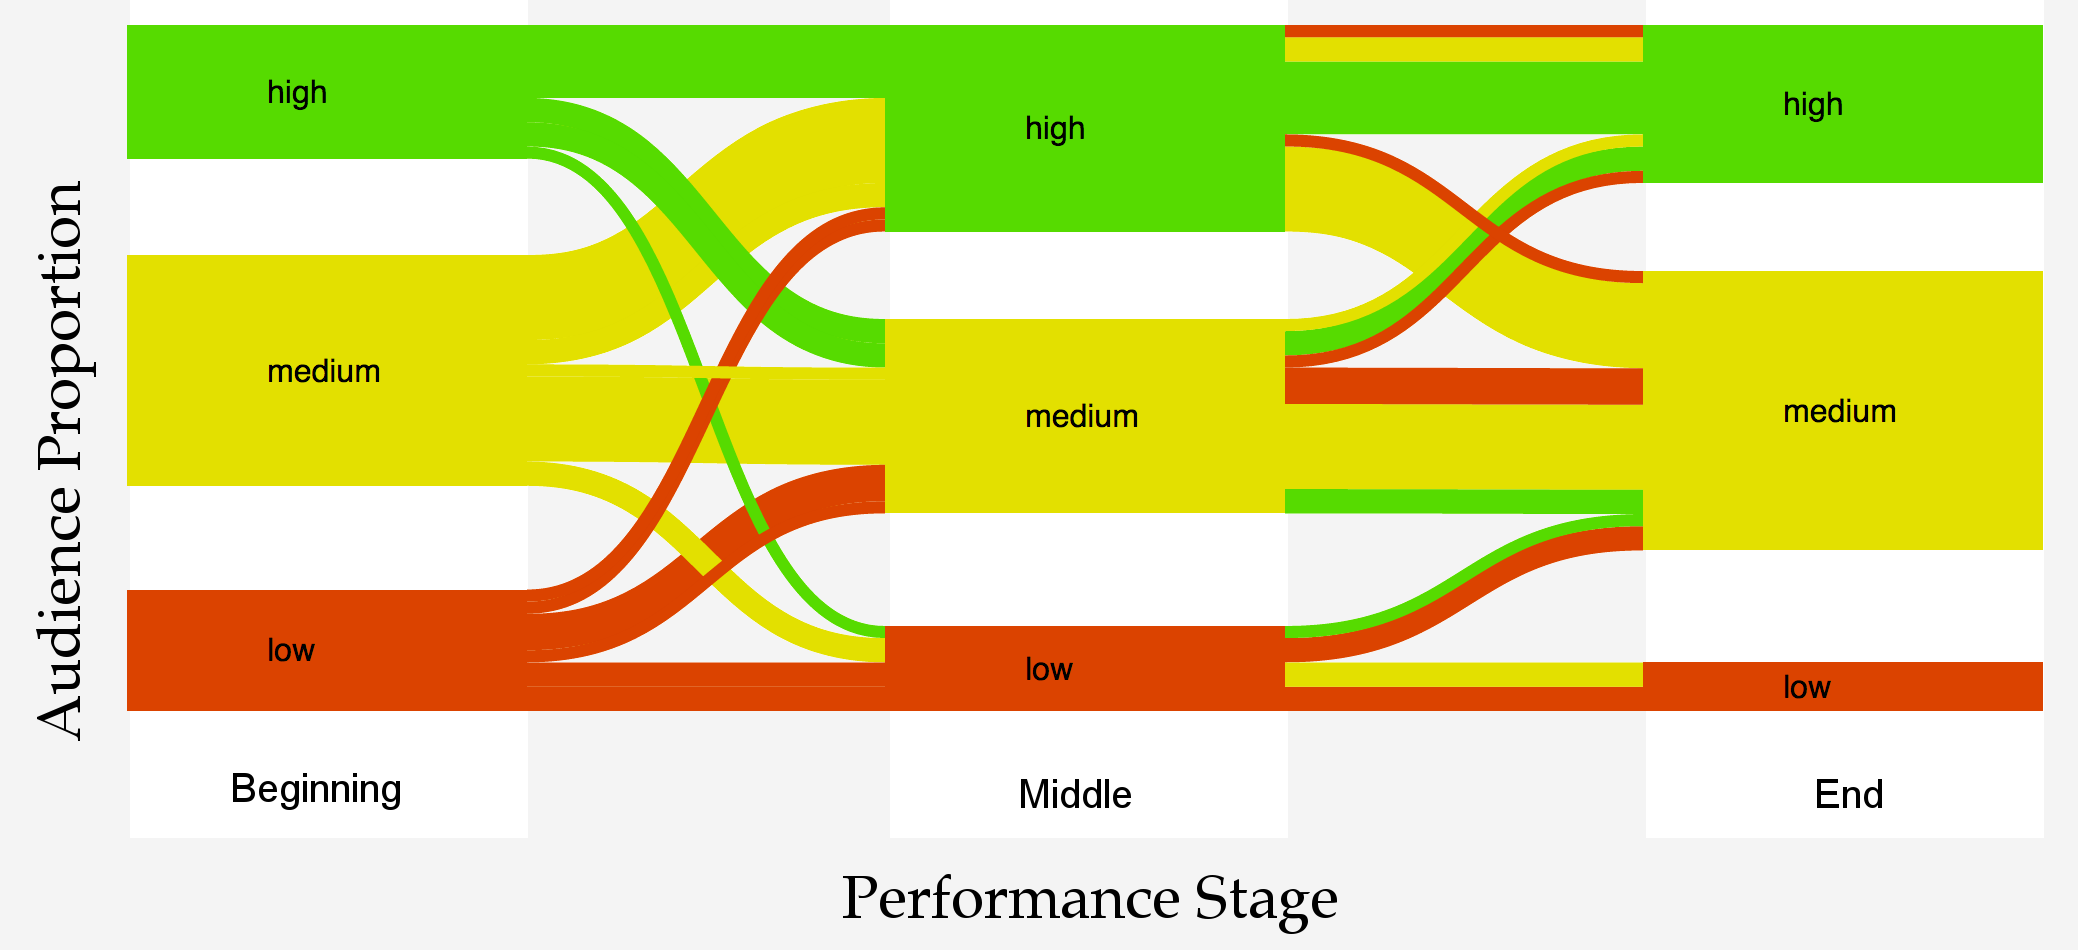 Audience Proportion
high
medium
low
Beginning
high
medium
low
Middle
high
medium
low
End
Performance Stage